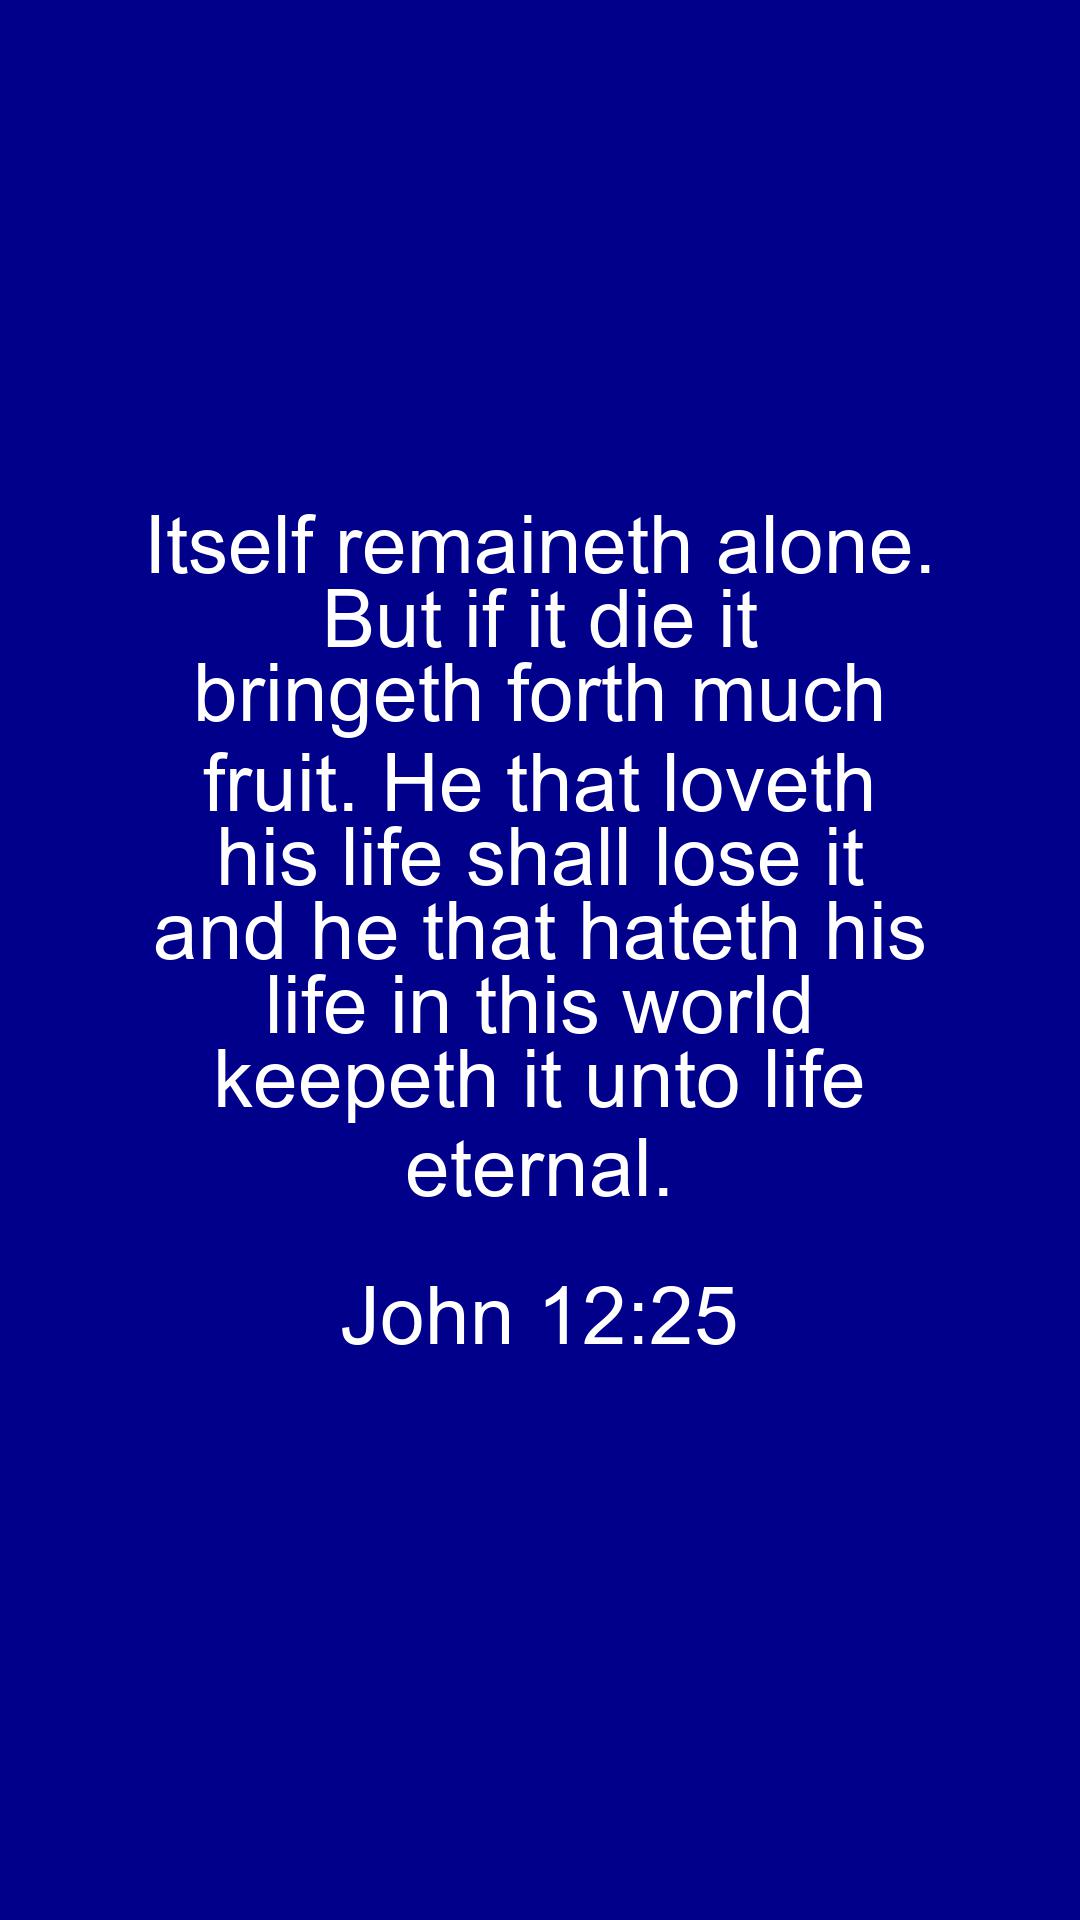 Itself remaineth alone.
But if it die it
bringeth forth much
fruit. He that loveth
his life shall lose it
and he that hateth his
life in this world
keepeth it unto life
eternal.
John 12:25